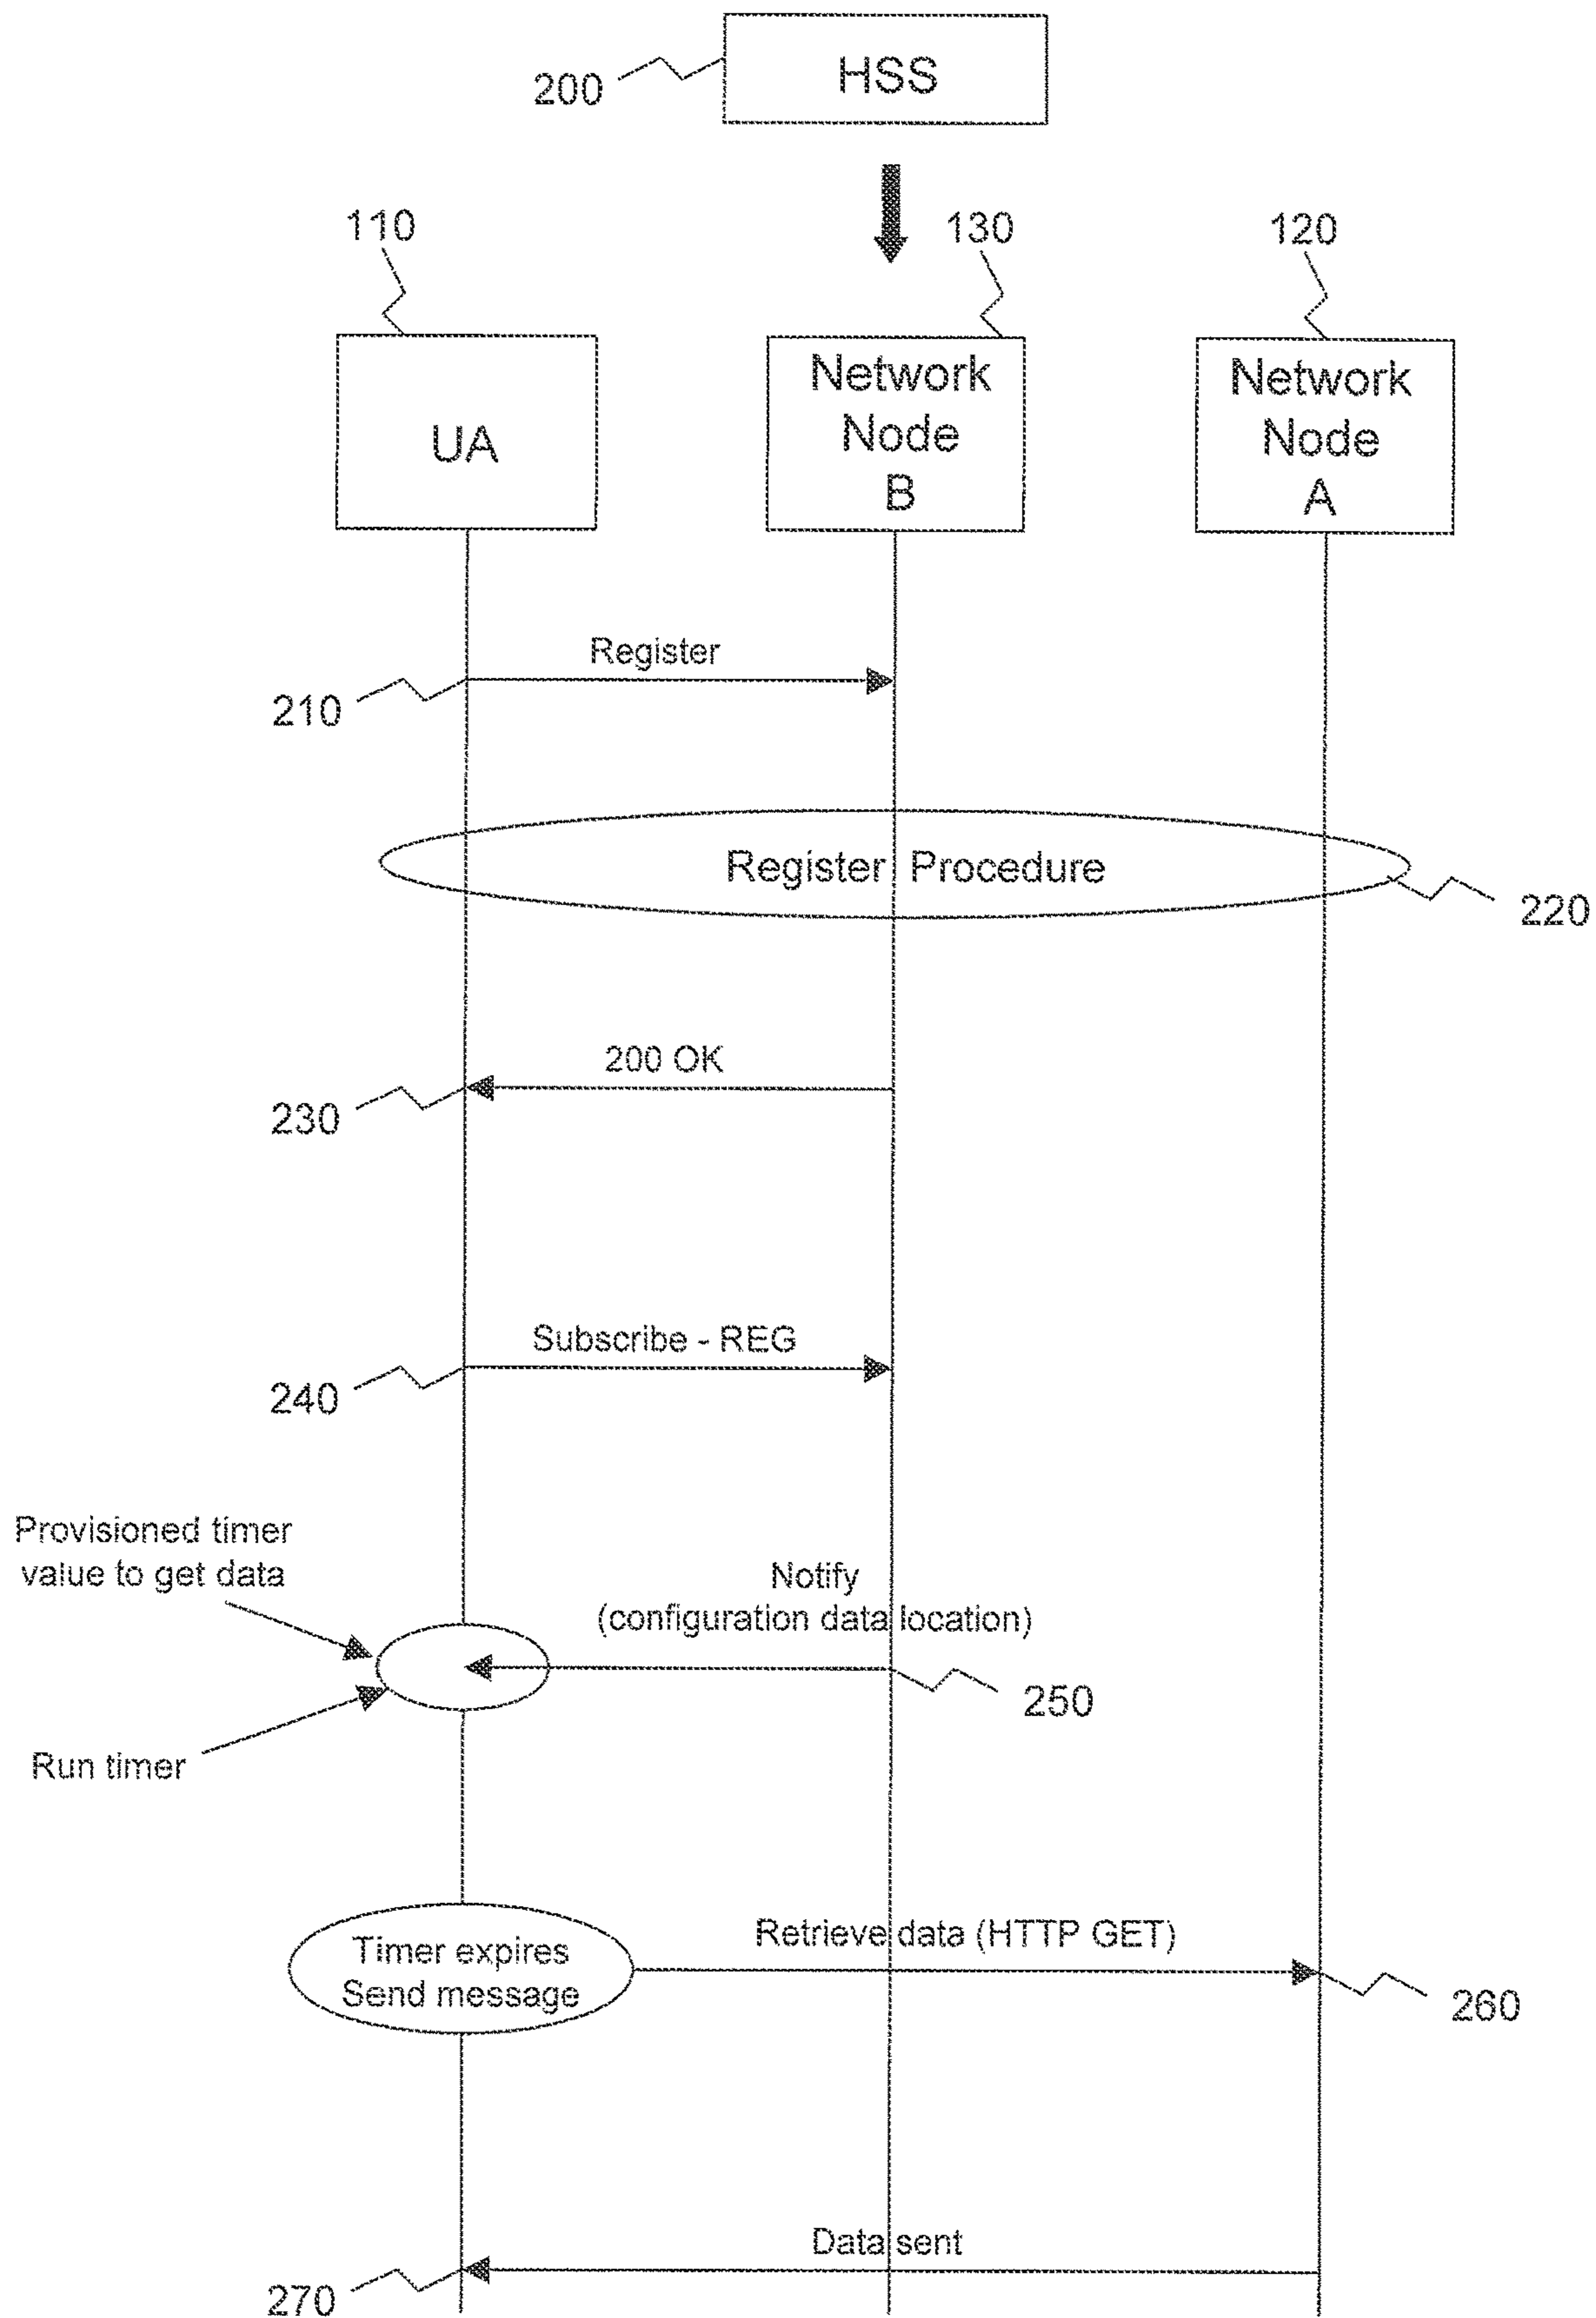 HSS
200
110
130
120
UA
Network
Node
B
Network
Node
A
Register
210
Register Procedure
220
200 OK
230
Subscribe - REG
240
Provisioned timer
value to get data
Notify
(configuration data location)
250
Run timer
Retrieve data (HTTP GET)
Timer expires
Send message
260
Data sent
270